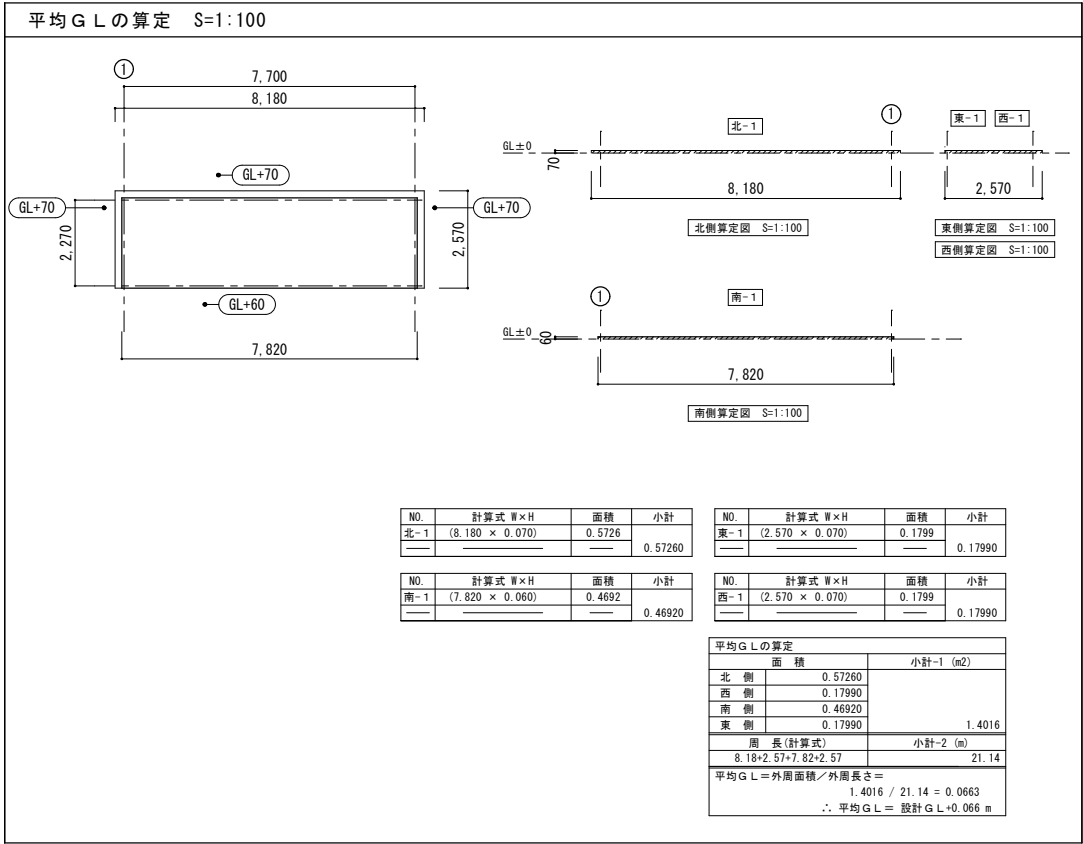 平均ＧＬの算定 S=1:100
①
7,700
8,180
GL+70
GL+70
GL+70
2,270
2,570
GL+60
7,820
北-1
①
GL±0
70
8,180
北側算定図 S=1:100
東-1 西-1
2,570
東側算定図 S=1:100
西側算定図 S=1:100
①
南-1
GL±0
60
7,820
南側算定図 S=1:100
NO. 計算式 W×H 面積 小計
北-1 (8.180 × 0.070) 0.5726
0.57260
NO. 計算式 W×H 面積 小計
東-1 (2.570 × 0.070) 0.1799
0.17990
NO. 計算式 W×H 面積 小計
南-1 (7.820 × 0.060) 0.4692
0.46920
NO. 計算式 W×H 面積 小計
西-1 (2.570 × 0.070) 0.1799
0.17990
平均ＧＬの算定
面 積 小計-1 (m2)
北 側 0.57260
西 側 0.17990
南 側 0.46920
東 側 0.17990 1.4016
周 長(計算式) 小計-2 (m)
8.18+2.57+7.82+2.57 21.14
平均ＧＬ＝外周面積／外周長さ＝
1.4016 / 21.14 = 0.0663
∴ 平均ＧＬ＝ 設計ＧＬ+0.066 m